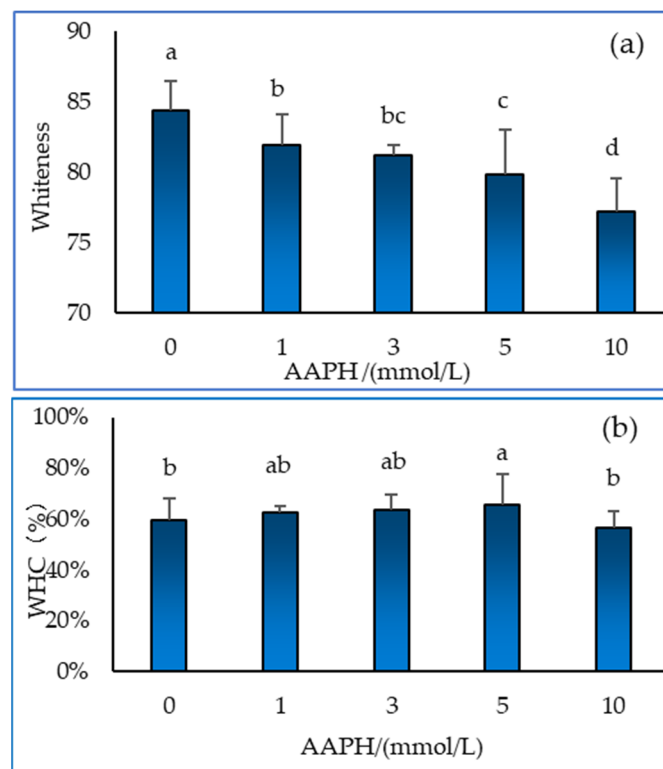 90
(a)
a
85
b
bc
c
80
d
Whiteness
75
70
0 1 3 5 10
AAPH/(mmol/L)
100%
(b)
80%
b ab ab a b
60%
WHC（%）
40%
20%
0%
0 1 3 5 10
AAPH/(mmol/L)